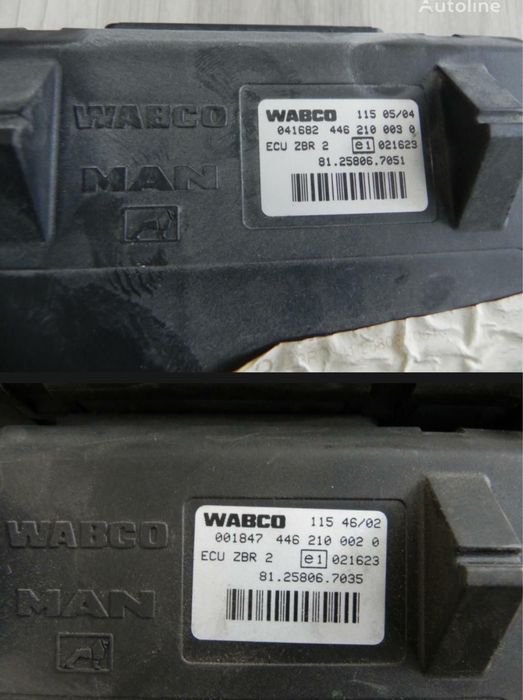 Autoline
WABCO
MAN
WABCO 115 05/04
041682 446 210 003 0
ECU ZBR 2 e1 021623
81.25806.7051
WABCO
MAN
WABCO 115 46/02
001847 446 210 002 0
ECU ZBR 2 e1 021623
81.25806.7035